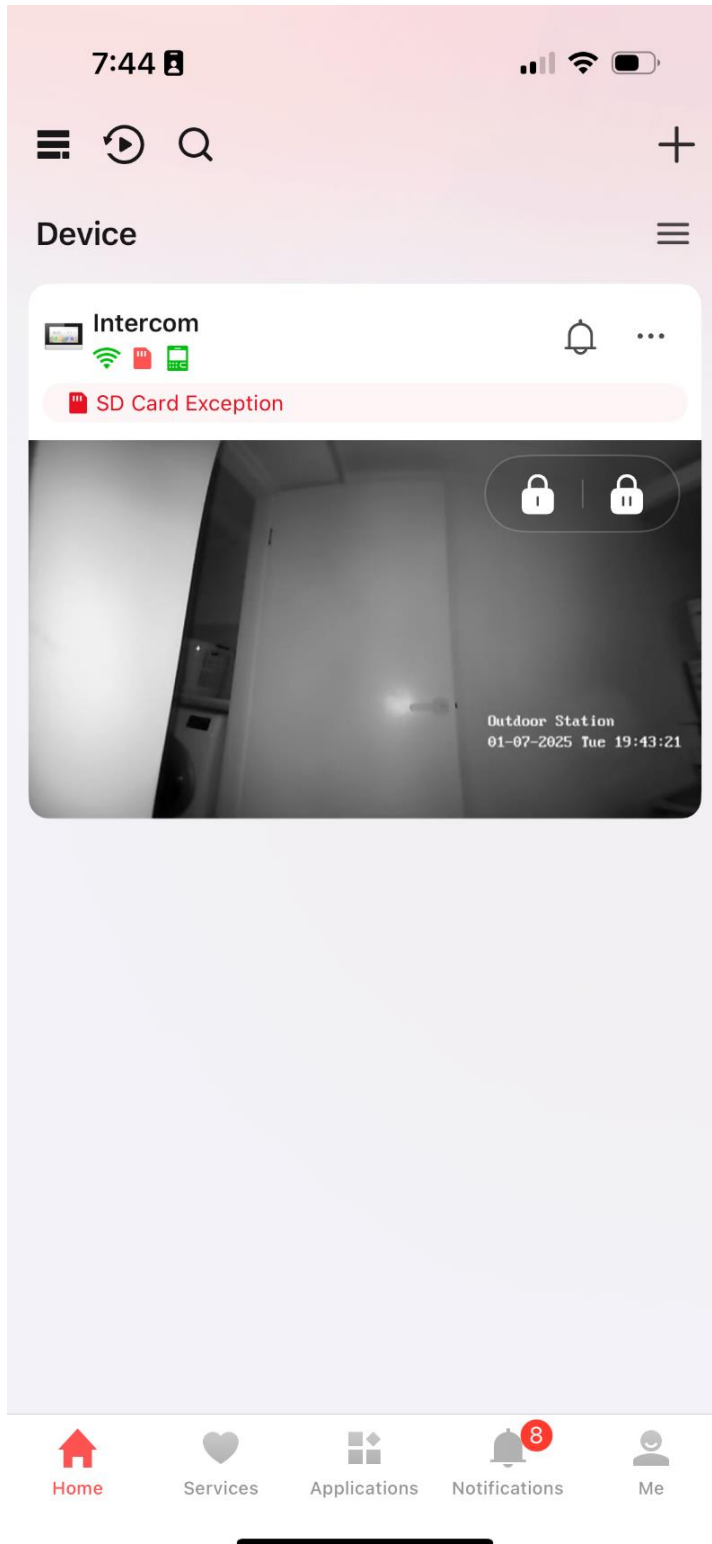 7:44
Device
Intercom
SD Card Exception
I
II
Outdoor Station
01-07-2025 Tue 19:43:21
8
Home
Services
Applications
Notifications
Me